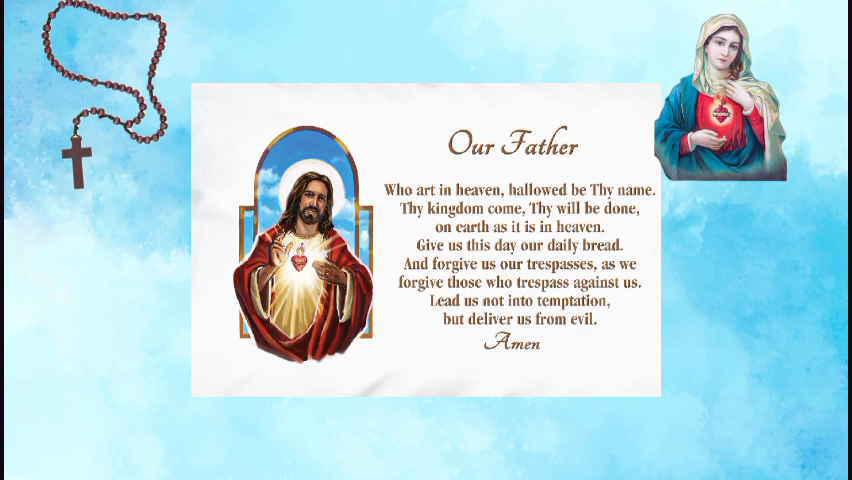 Our Father
Who art in heaven, hallowed be Thy name.
Thy kingdom come, Thy will be done,
on earth as it is in heaven.
Give us this day our daily bread.
And forgive us our trespasses, as we
forgive those who trespass against us.
Lead us not into temptation,
but deliver us from evil.
Amen